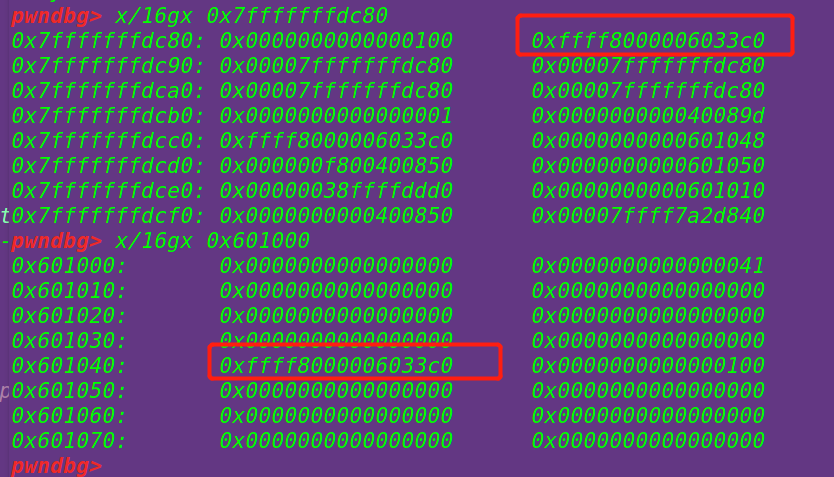 pwndbg> x/16gx 0x7fffffffdc80
0x7fffffffdc80: 0x0000000000000100 0xffff8000006033c0
0x7fffffffdc90: 0x00007fffffffdc80 0x00007fffffffdc80
0x7fffffffdca0: 0x00007fffffffdc80 0x00007fffffffdc80
0x7fffffffdcb0: 0x0000000000000001 0x000000000040089d
0x7fffffffdcc0: 0xffff8000006033c0 0x0000000000601048
0x7fffffffdcd0: 0x000000f800400850 0x0000000000601050
0x7fffffffdce0: 0x00000038ffffddd0 0x0000000000601010
t0x7fffffffdcf0: 0x0000000000400850 0x00007ffff7a2d840
-pwndbg> x/16gx 0x601000
0x601000: 0x0000000000000000 0x0000000000000041
0x601010: 0x0000000000000000 0x0000000000000000
0x601020: 0x0000000000000000 0x0000000000000000
0x601030: 0x0000000000000000 0x0000000000000000
0x601040: 0xffff8000006033c0 0x0000000000000100
p0x601050: 0x0000000000000000 0x0000000000000000
0x601060: 0x0000000000000000 0x0000000000000000
0x601070: 0x0000000000000000 0x0000000000000000
pwndbg>